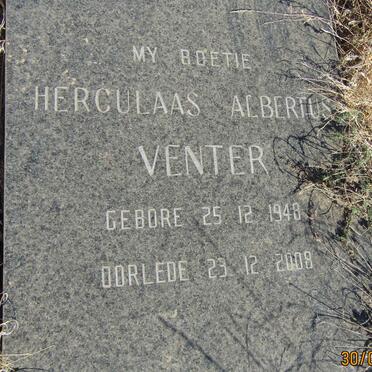 MY BOETIE
HERCULAAS ALBERTUS
VENTER
GEBORE 25 12 1948
OORLEDE 23 12 2008